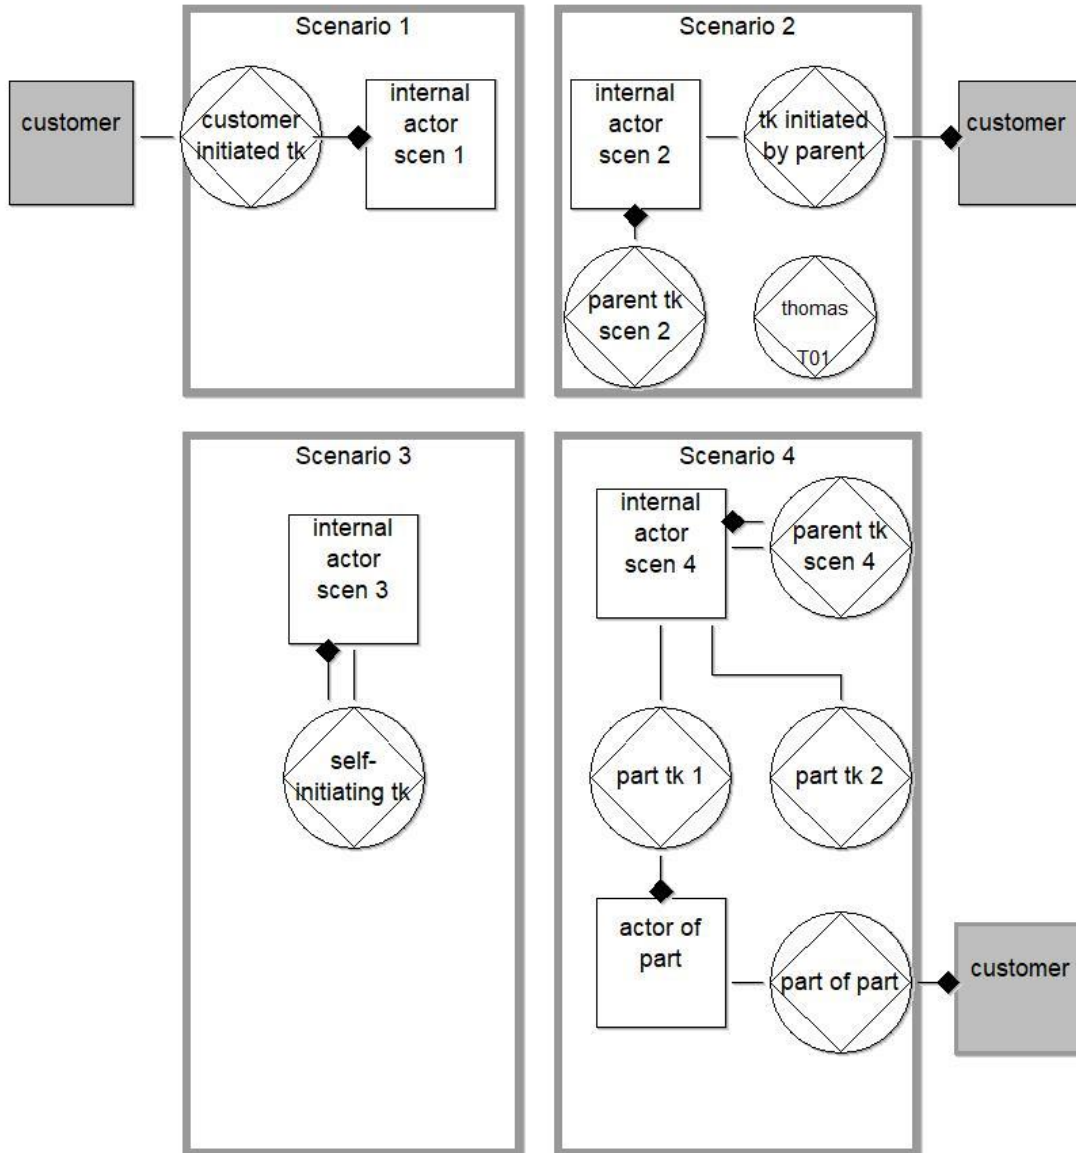 Scenario 1
customer
customer
initiated tk
internal
actor
scen 1
Scenario 2
internal
actor
scen 2
tk initiated
by parent
customer
parent tk
scen 2
thomas
T01
Scenario 3
internal
actor
scen 3
self-
initiating tk
Scenario 4
internal
actor
scen 4
parent tk
scen 4
part tk 1
part tk 2
actor of
part
part of part
customer